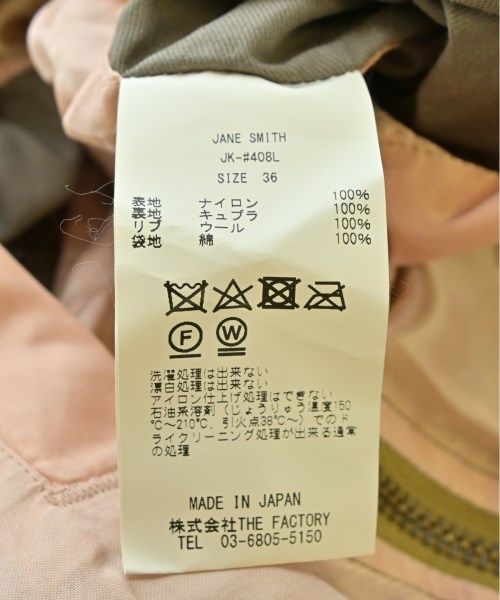 JANE SMITH
JK-#408L
SIZE 36
表地 ナイロン 100%
裏地 キュプラ 100%
リブ ウール 100%
袋地 綿 100%
F W
洗濯処理は出来ない
漂白処理は出来ない
アイロン仕上げ処理はできない
石油系溶剤（じょうりゅう温度150
℃～210℃、引火点38℃～）でのド
ライクリーニング処理が出来る通常
の処理
MADE IN JAPAN
株式会社THE FACTORY
TEL 03-6805-5150